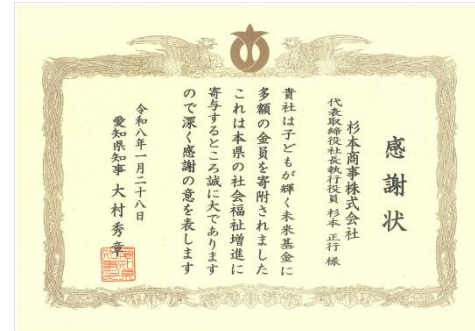 感謝状
杉本商事株式会社
代表取締役社長執行役員 杉本 正行 様
貴社は子どもが輝く未来基金に
多額の金員を寄附されました
これは本県の社会福祉増進に
寄与するところ誠に大であります
ので深く感謝の意を表します
令和八年一月二十八日
愛知県知事 大村秀章